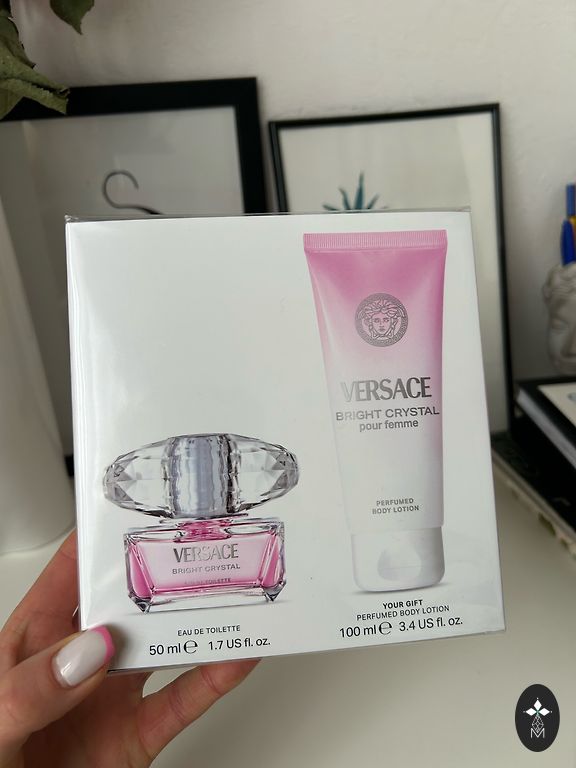 VERSACE
BRIGHT CRYSTAL
pour femme
PERFUMED
BODY LOTION
VERSACE
BRIGHT CRYSTAL
EAU DE TOILETTE
EAU DE TOILETTE
50 ml ℮ 1.7 US fl. oz.
YOUR GIFT
PERFUMED BODY LOTION
100 ml ℮ 3.4 US fl. oz.
M